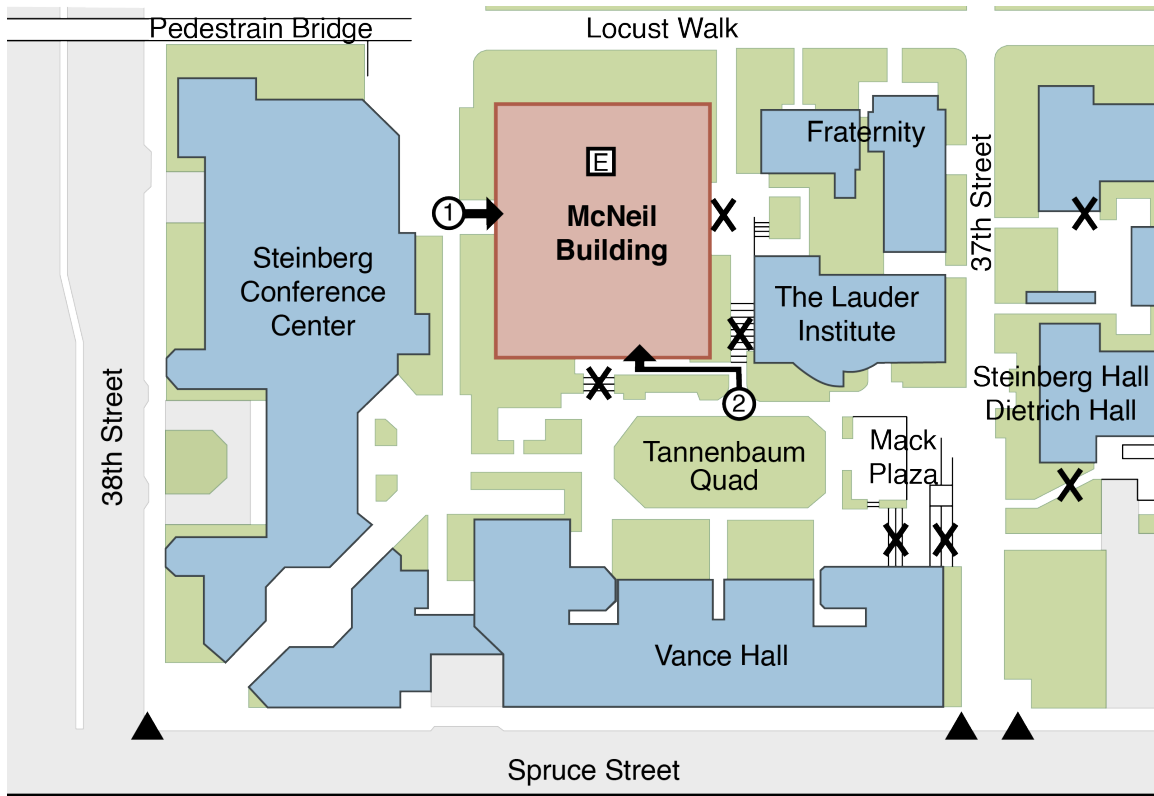 Pedestrain Bridge
Locust Walk
Fraternity
37th Street
E
1
McNeil
Building
Steinberg
Conference
Center
The Lauder
Institute
38th Street
Steinberg Hall
Dietrich Hall
2
Tannenbaum
Quad
Mack
Plaza
Vance Hall
Spruce Street